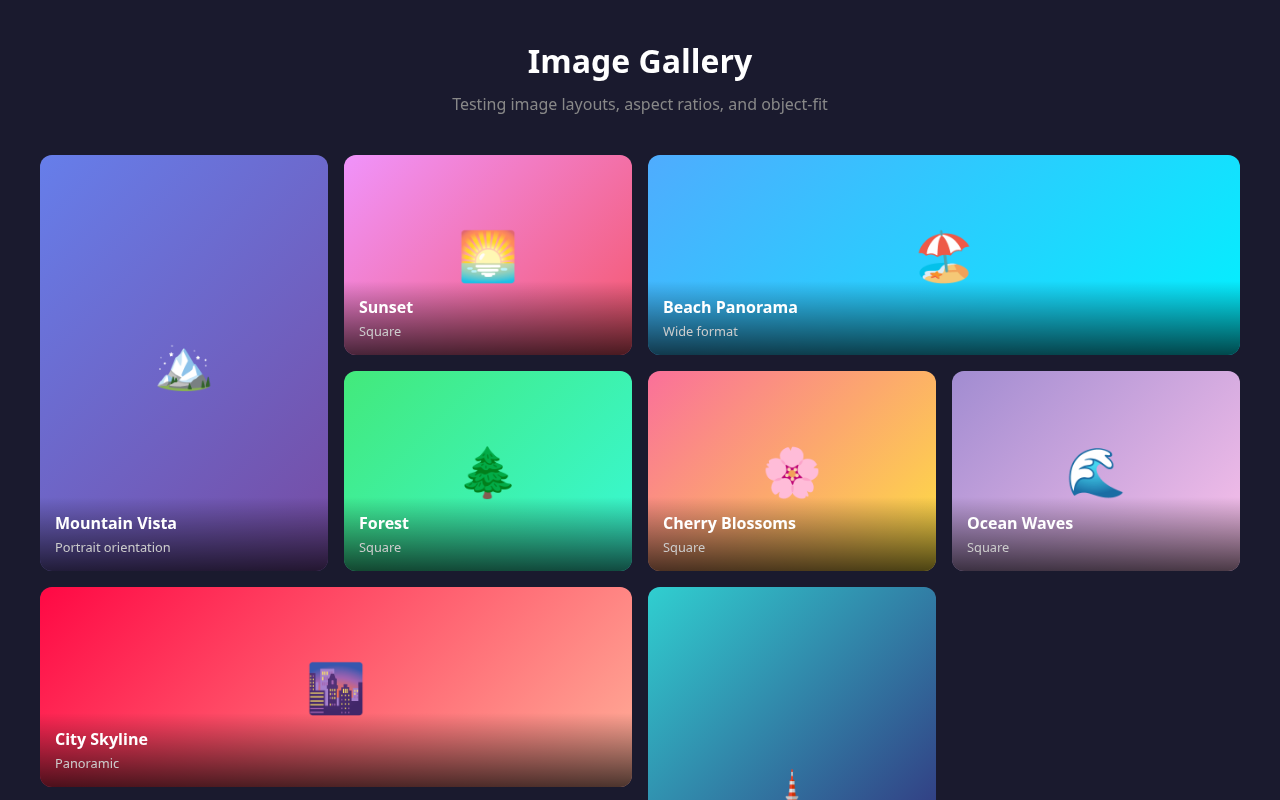 Image Gallery
Testing image layouts, aspect ratios, and object-fit
Sunset
Square
Beach Panorama
Wide format
Mountain Vista
Portrait orientation
Forest
Square
Cherry Blossoms
Square
Ocean Waves
Square
City Skyline
Panoramic